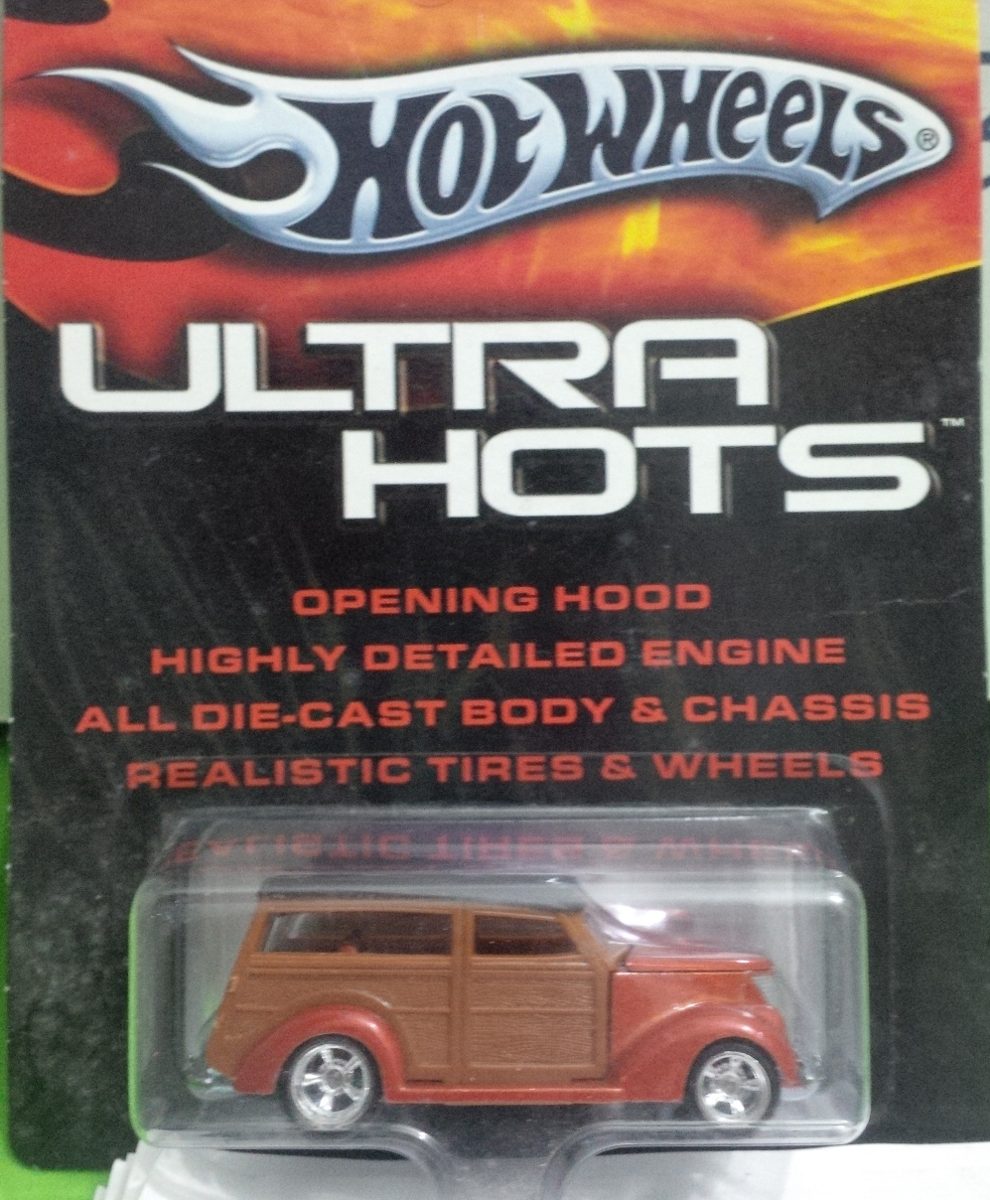 HOT WHEELS®
ULTRA
HOTS™
OPENING HOOD
HIGHLY DETAILED ENGINE
ALL DIE-CAST BODY & CHASSIS
REALISTIC TIRES & WHEELS